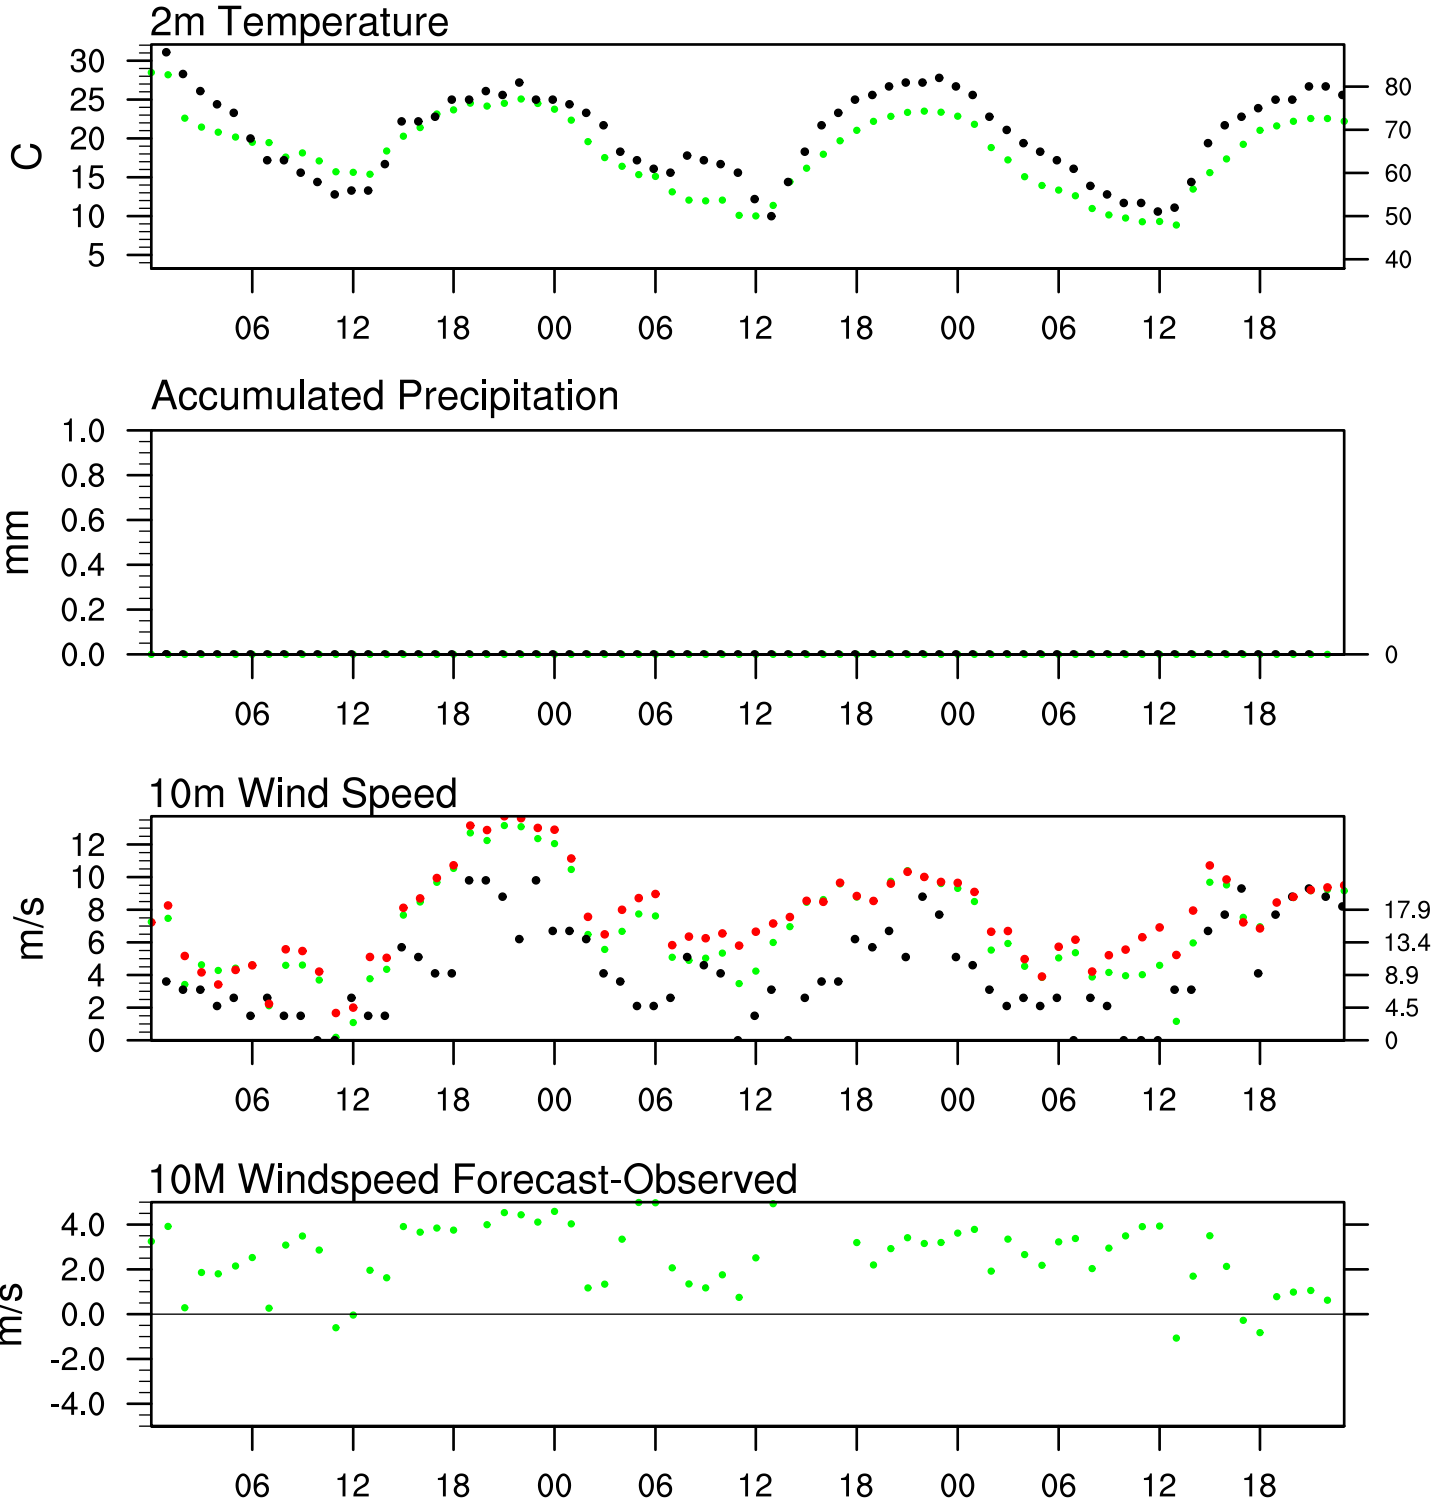 2m Temperature
C
30
25
20
15
10
5
80
70
60
50
40
06 12 18 00 06 12 18 00 06 12 18
Accumulated Precipitation
mm
1.0
0.8
0.6
0.4
0.2
0.0
0
06 12 18 00 06 12 18 00 06 12 18
10m Wind Speed
m/s
12
10
8
6
4
2
0
17.9
13.4
8.9
4.5
0
06 12 18 00 06 12 18 00 06 12 18
10M Windspeed Forecast-Observed
m/s
4.0
2.0
0.0
-2.0
-4.0
06 12 18 00 06 12 18 00 06 12 18